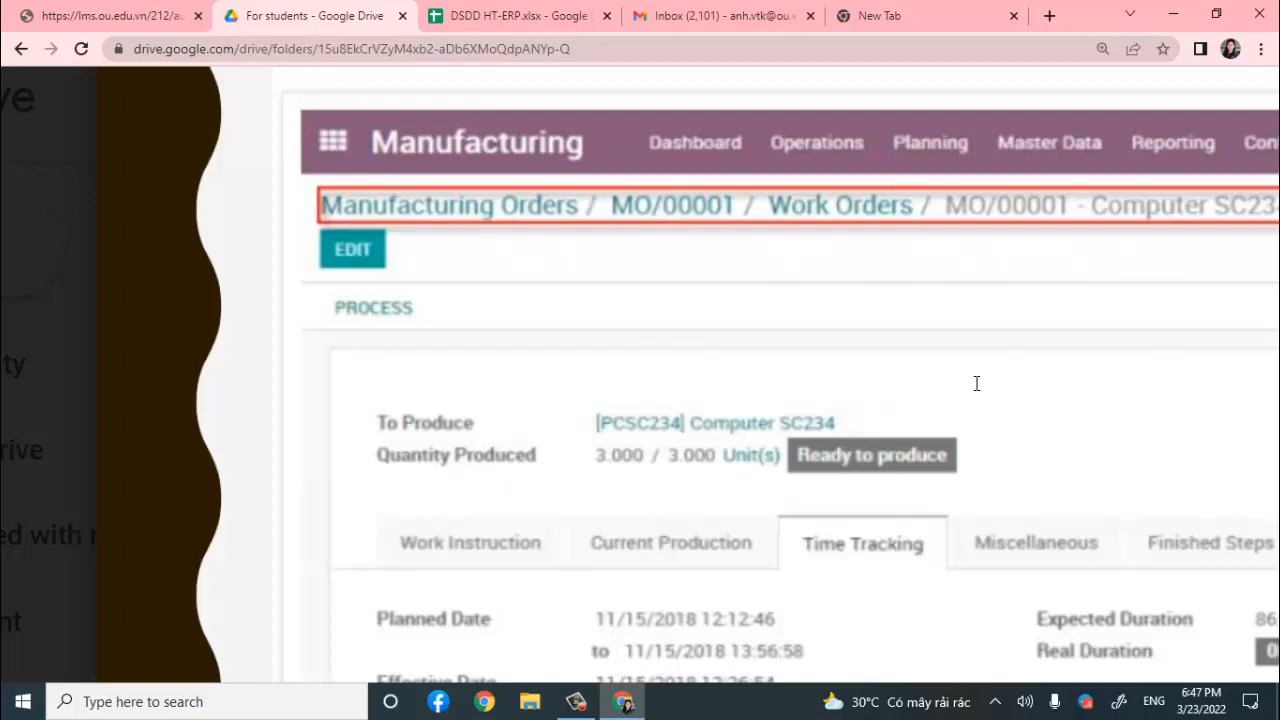 https://lms.ou.edu.vn/212/a
For students - Google Drive
DSDD HT-ERP.xlsx - Google
Inbox (2,101) - anh.vtk@ou.e
New Tab
drive.google.com/drive/folders/15u8EkCrVZyM4xb2-aDb6XMoQdpANYp-Q
ve
Manufacturing Dashboard Operations Planning Master Data Reporting Con
Manufacturing Orders / MO/00001 / Work Orders / MO/00001 - Computer SC23
EDIT
PROCESS
ty
To Produce [PCSC234] Computer SC234
rive
Quantity Produced 3.000 / 3.000 Unit(s) Ready to produce
ed with
Work Instruction Current Production Time Tracking Miscellaneous Finished Steps
nt
Planned Date 11/15/2018 12:12:46 Expected Duration 86
to 11/15/2018 13:56:58 Real Duration 0
Type here to search
30°C Có mây rải rác
ENG
6:47 PM
3/23/2022